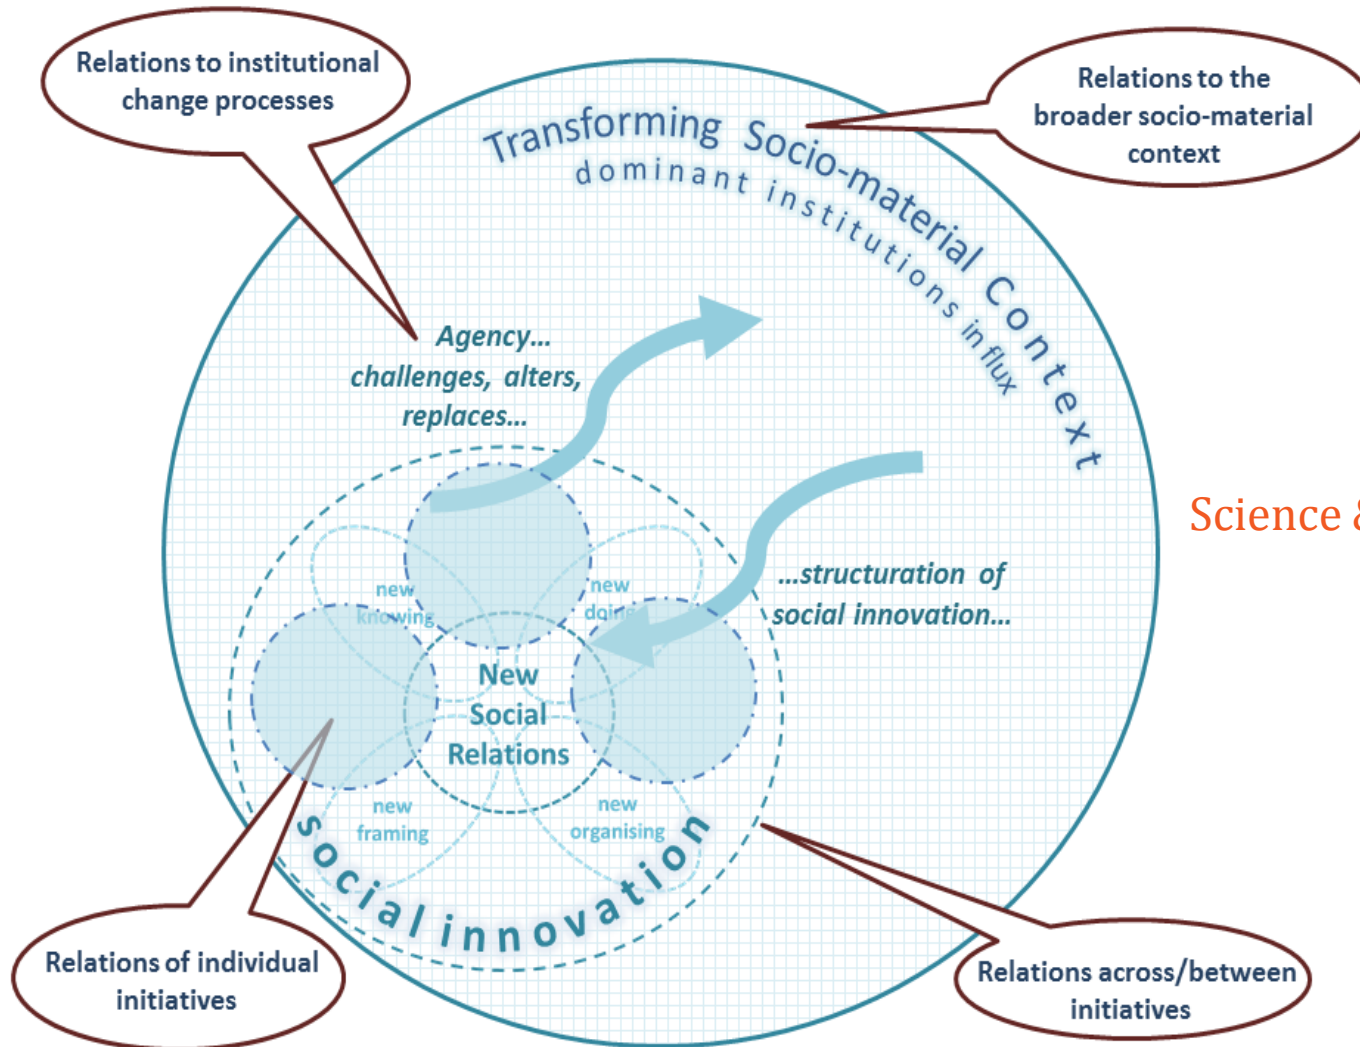 Relations to institutional
change processes
Relations to the
broader socio-material
context
Transforming Socio-material Context
dominant institutions in flux
Agency...
challenges, alters,
replaces...
Science &
...structuration of
social innovation...
new
knowing
new
doing
New
Social
Relations
new
framing
new
organising
social innovation
Relations of individual
initiatives
Relations across/between
initiatives